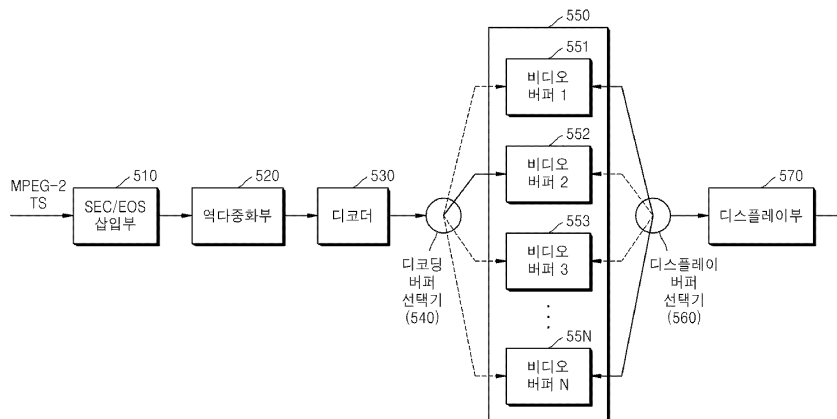 550
551
비디오
버퍼 1
552
비디오
버퍼 2
553
비디오
버퍼 3
55N
비디오
버퍼 N
MPEG-2
TS
510
SEC/EOS
삽입부
520
역다중화부
530
디코더
디코딩
버퍼
선택기
(540)
디스플레이
버퍼
선택기
(560)
570
디스플레이부